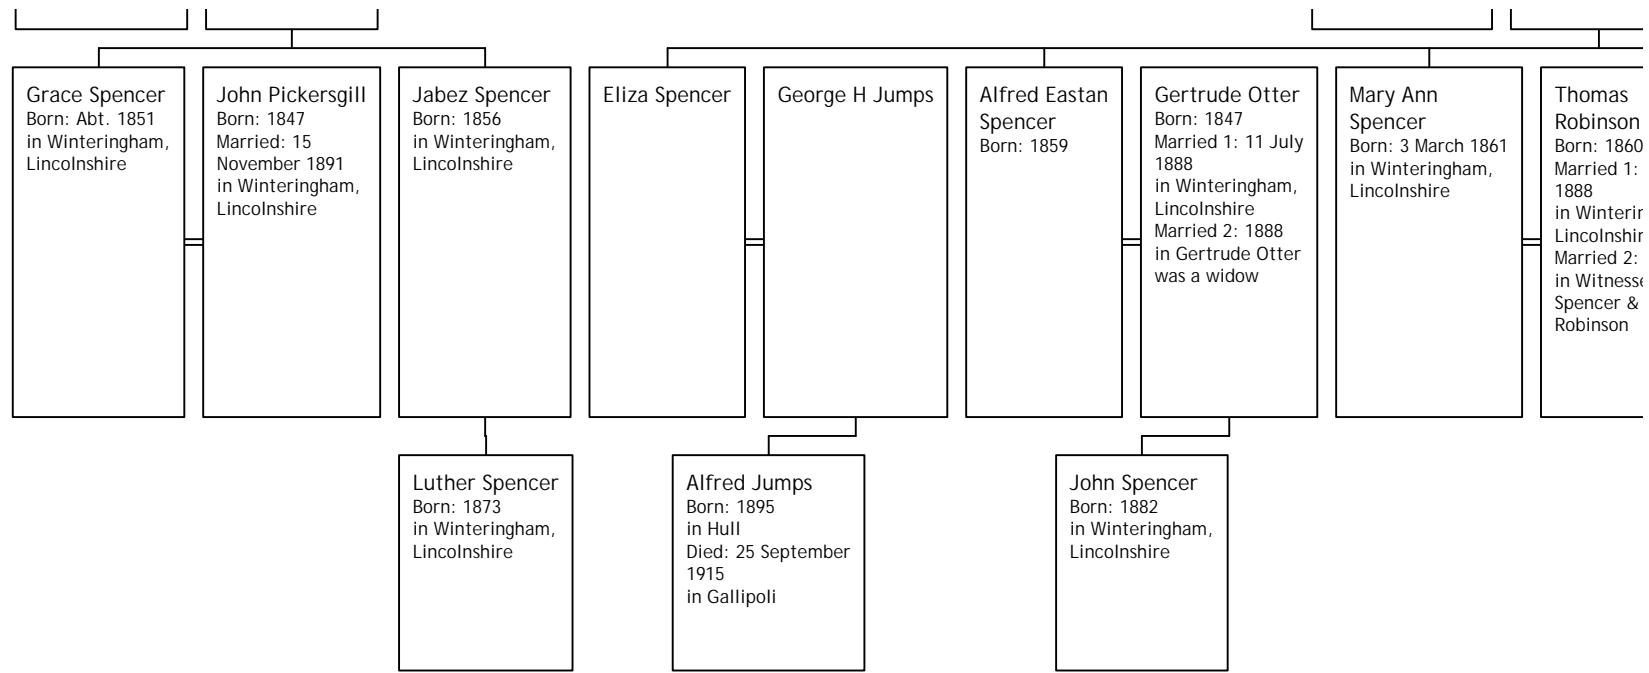 Grace Spencer
Born: Abt. 1851
in Winteringham,
Lincolnshire
John Pickersgill
Born: 1847
Married: 15
November 1891
in Winteringham,
Lincolnshire
Jabez Spencer
Born: 1856
in Winteringham,
Lincolnshire
Eliza Spencer
George H Jumps
Alfred Eastan
Spencer
Born: 1859
Gertrude Otter
Born: 1847
Married 1: 11 July
1888
in Winteringham,
Lincolnshire
Married 2: 1888
in Gertrude Otter
was a widow
Mary Ann
Spencer
Born: 3 March 1861
in Winteringham,
Lincolnshire
Thomas
Robinson
Born: 1860
Married 1:
1888
in
Married 2:
in
Spencer &
Robinson
Luther Spencer
Born: 1873
in Winteringham,
Lincolnshire
Alfred Jumps
Born: 1895
in Hull
Died: 25 September
1915
in Gallipoli
John Spencer
Born: 1882
in Winteringham,
Lincolnshire